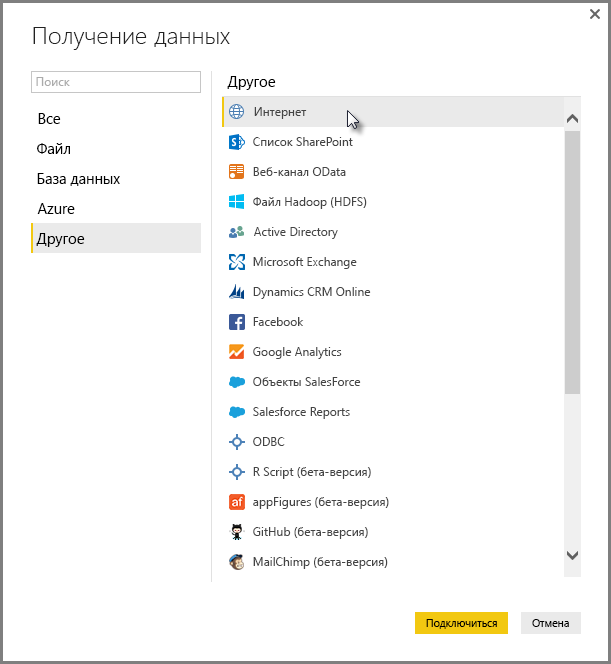 Получение данных
Поиск
Все
Файл
База данных
Azure
Другое
Другое
Интернет
Список SharePoint
Веб-канал OData
Файл Hadoop (HDFS)
Active Directory
Microsoft Exchange
Dynamics CRM Online
Facebook
Google Analytics
Объекты SalesForce
Salesforce Reports
ODBC
R Script (бета-версия)
af appFigures (бета-версия)
GitHub (бета-версия)
MailChimp (бета-версия)
Подключиться
Отмена